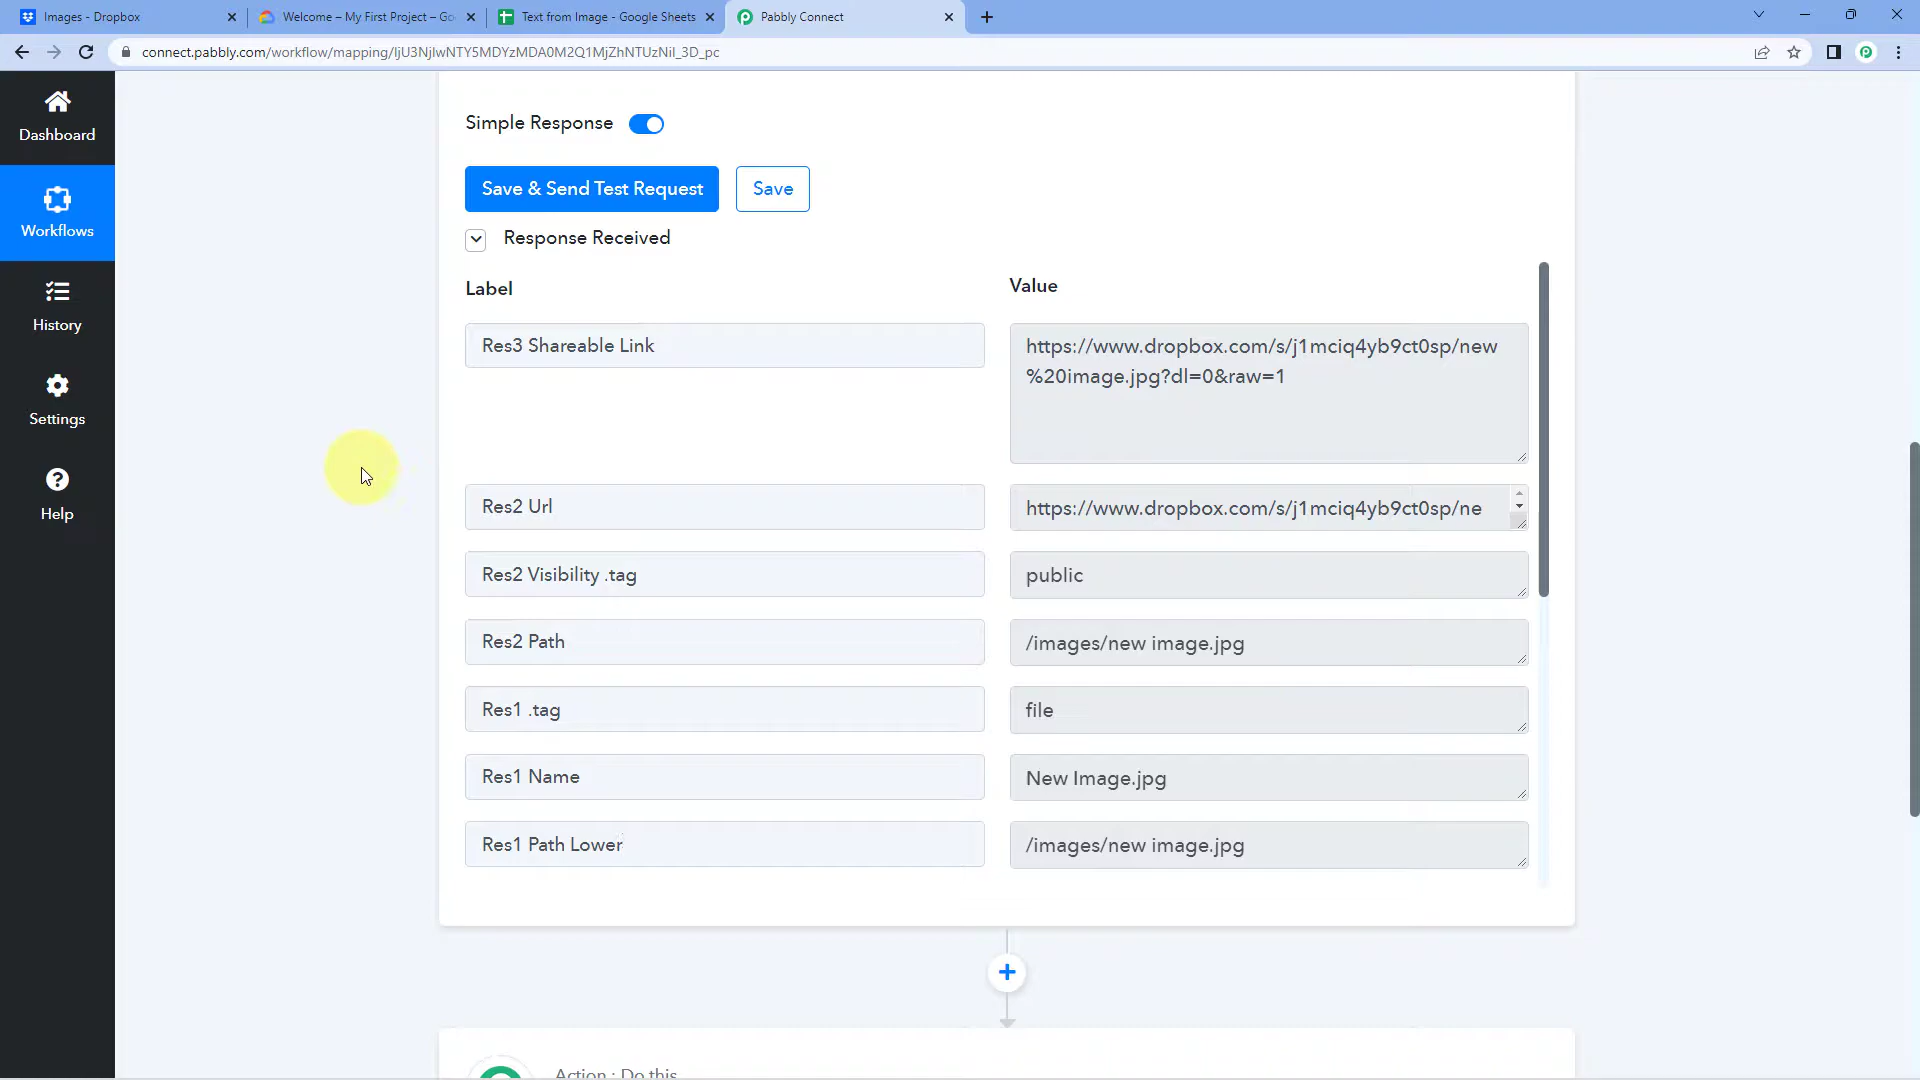 Images - Dropbox
Welcome – My First Project – Go
Text from Image - Google Sheets
Pabbly Connect
connect.pabbly.com/workflow/mapping/IjU3NjIwNTY5MDYzMDA0M2Q1MjZhNTUzNiI_3D_pc
Dashboard
Workflows
History
Settings
Help
Simple Response
Save & Send Test Request
Save
Response Received
Label
Value
Res3 Shareable Link
https://www.dropbox.com/s/j1mciq4yb9ct0sp/new
%20image.jpg?dl=0&raw=1
Res2 Url
https://www.dropbox.com/s/j1mciq4yb9ct0sp/ne
Res2 Visibility .tag
public
Res2 Path
/images/new image.jpg
Res1 .tag
file
Res1 Name
New Image.jpg
Res1 Path Lower
/images/new image.jpg
Action : Do this